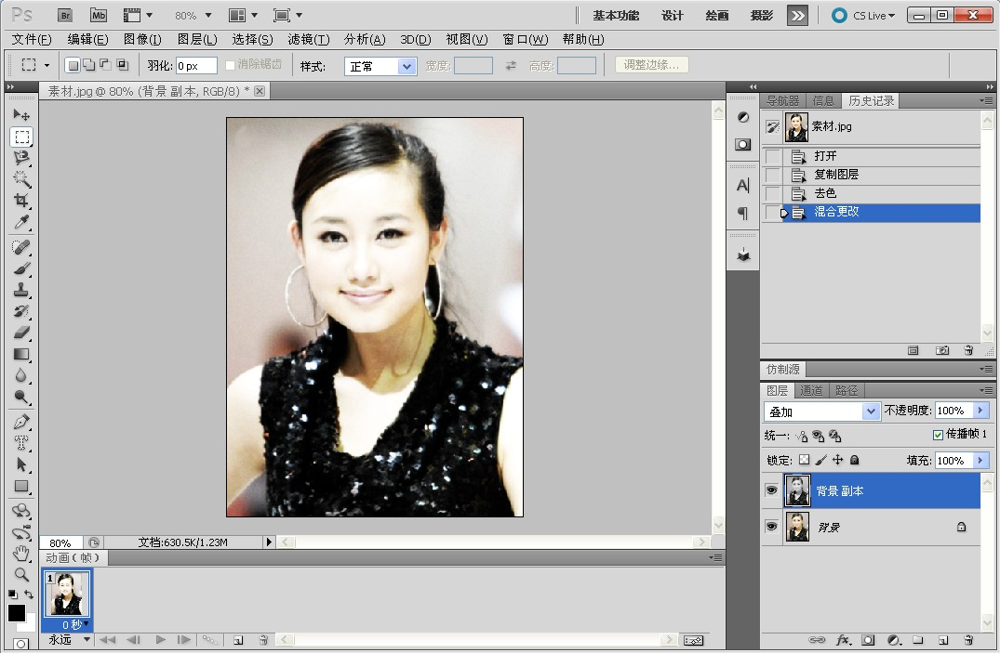 Ps Br Mb 80% 基本功能 设计 绘画 摄影 CS Live
文件(F) 编辑(E) 图像(I) 图层(L) 选择(S) 滤镜(T) 分析(A) 3D(D) 视图(V) 窗口(W) 帮助(H)
羽化: 0 px 消除锯齿 样式: 正常 宽度: 高度: 调整边缘...
素材.jpg @ 80% (背景 副本, RGB/8) *
导航器 信息 历史记录
素材.jpg
打开
复制图层
去色
混合更改
仿制源
图层 通道 路径
叠加 不透明度: 100%
统一: 传播帧 1
锁定: 填充: 100%
背景 副本
背景
80% 文档:630.5K/1.23M
动画(帧)
1
0 秒
永远